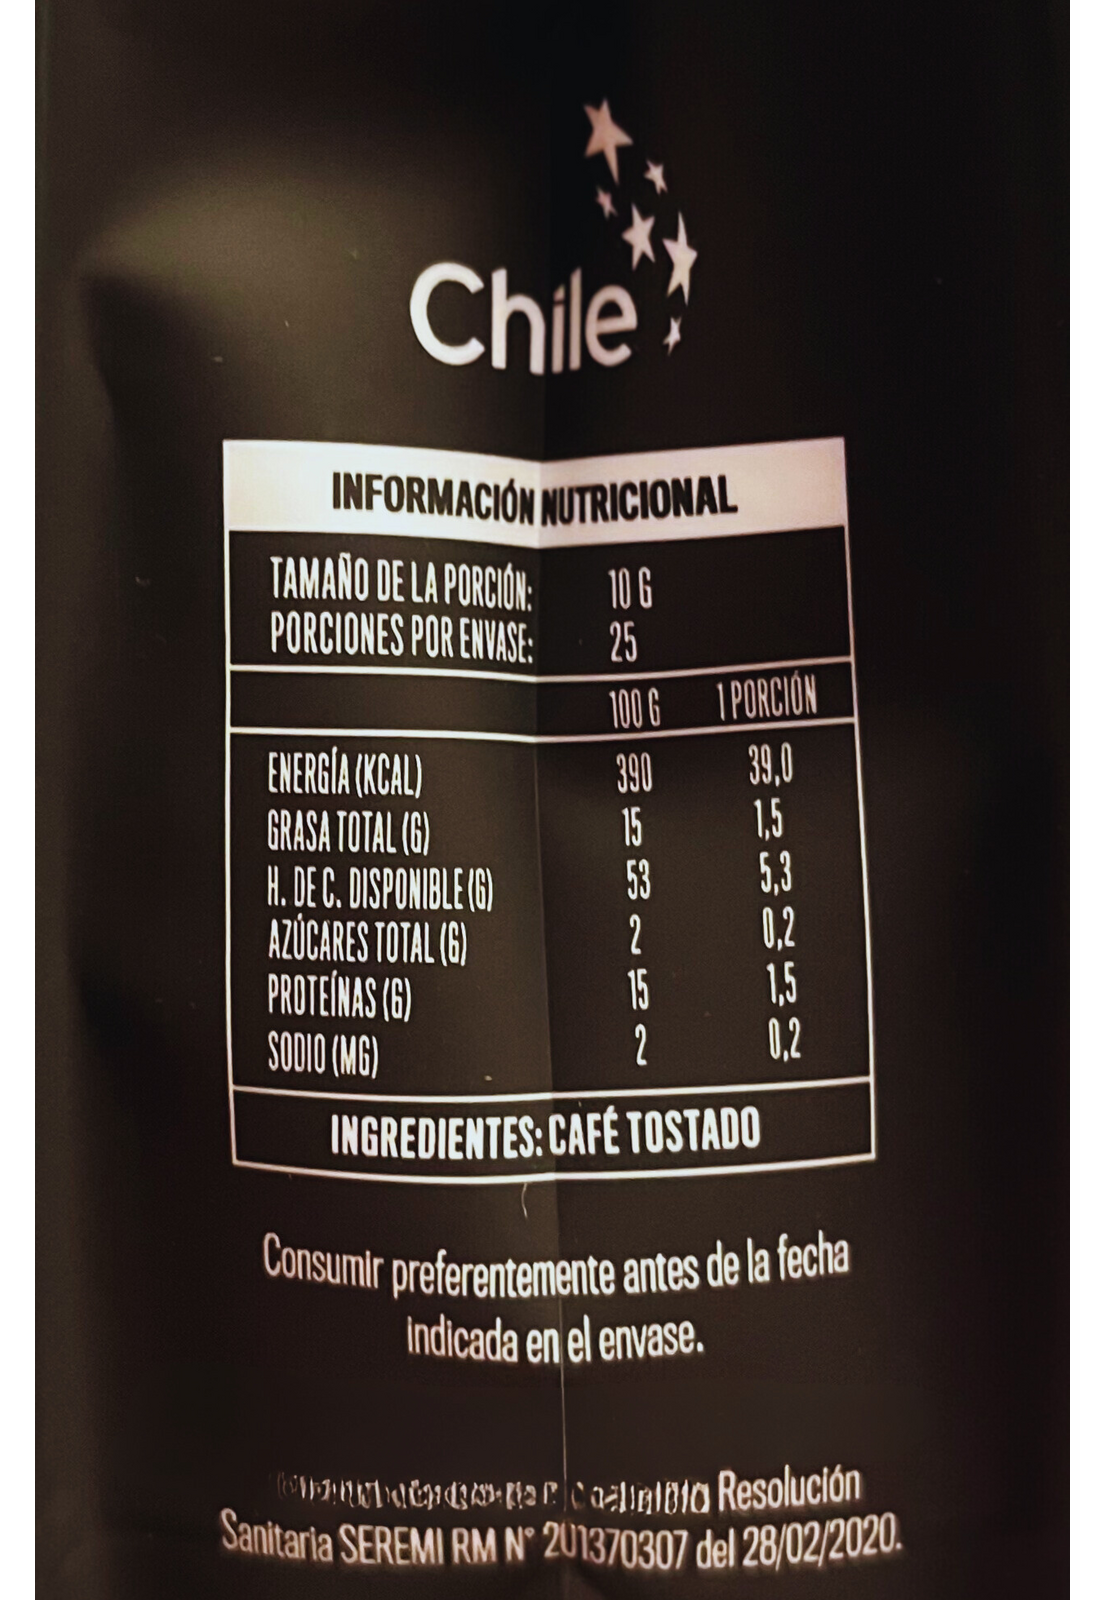 Chile
INFORMACIÓN NUTRICIONAL
TAMAÑO DE LA PORCIÓN: 10 G
PORCIONES POR ENVASE: 25
100 G 1 PORCIÓN
ENERGÍA (KCAL) 390 39,0
GRASA TOTAL (G) 15 1,5
H. DE C. DISPONIBLE (G) 53 5,3
AZÚCARES TOTAL (G) 2 0,2
PROTEÍNAS (G) 15 1,5
SODIO (MG) 2 0,2
INGREDIENTES: CAFÉ TOSTADO
Consumir preferentemente antes de la fecha
indicada en el envase.
Resolución
Sanitaria SEREMI RM N° 201370307 del 28/02/2020.